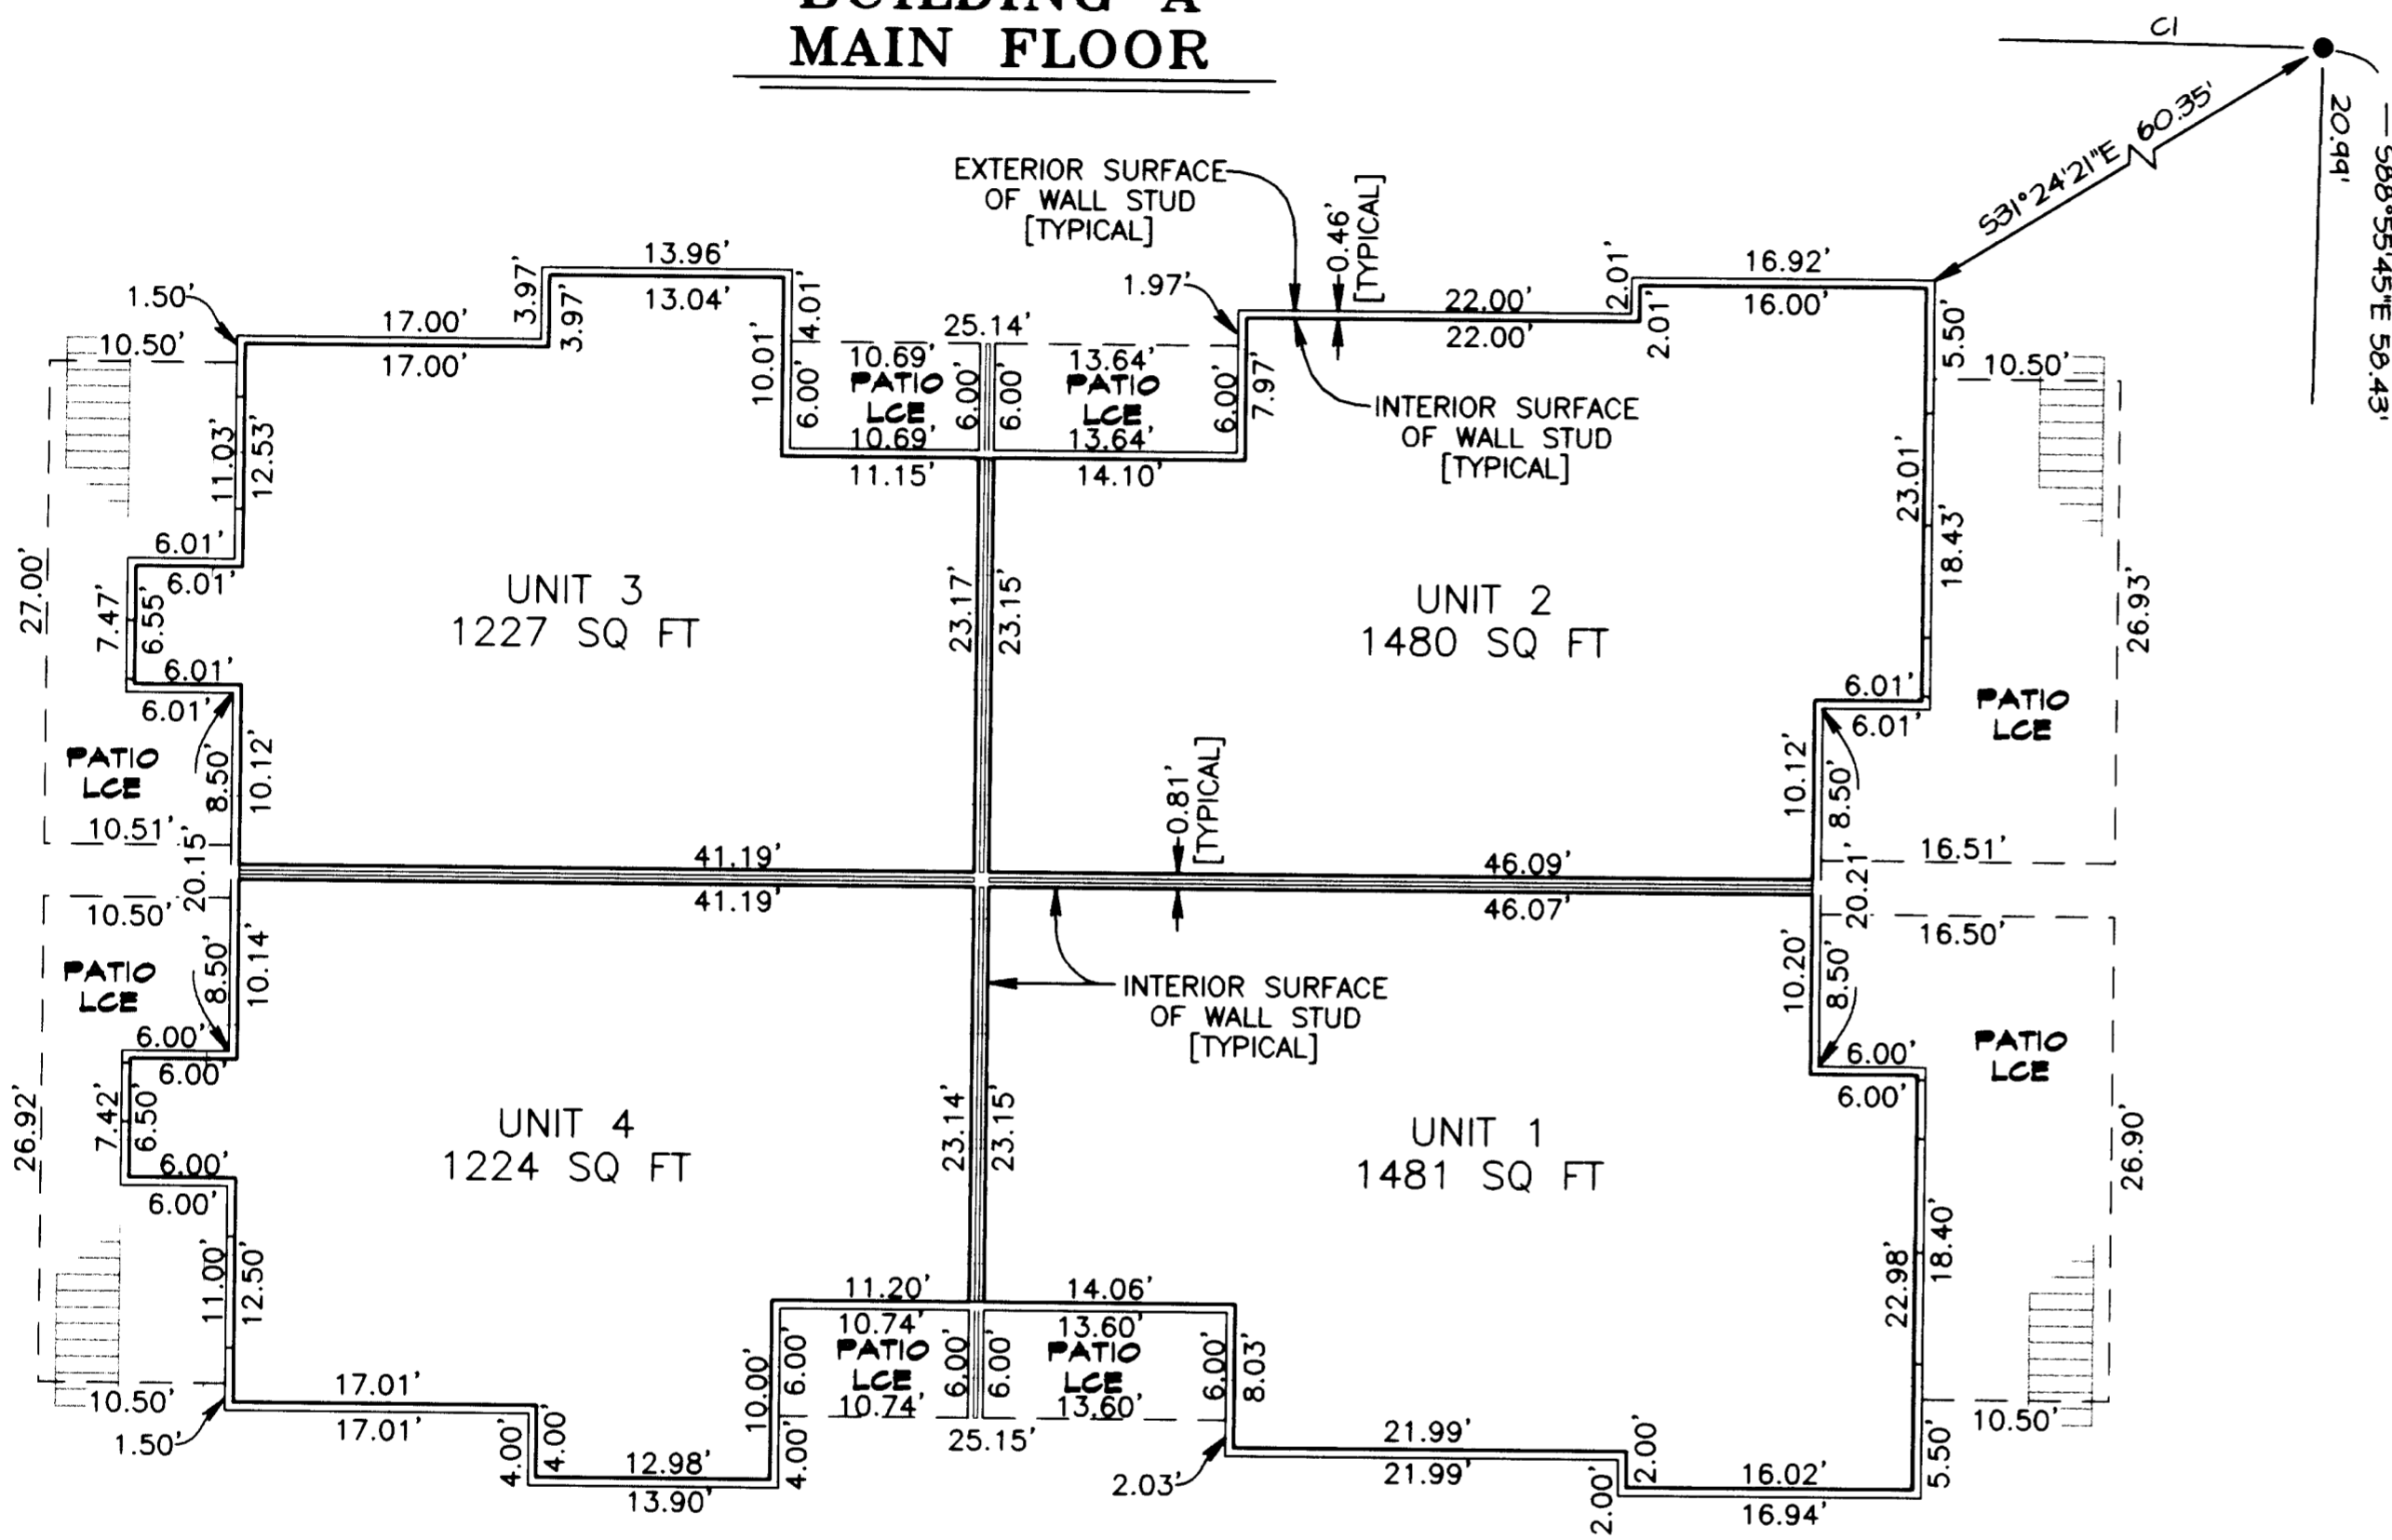 BUILDING A
MAIN FLOOR
C1
S31°24'21"E 60.35'
20.99'
S88°55'45"E 58.43'
EXTERIOR SURFACE
OF WALL STUD
[TYPICAL]
0.46'
[TYPICAL]
13.96'
13.04'
3.97'
3.97'
4.01'
1.50'
17.00'
17.00'
10.50'
10.01'
6.00'
25.14'
10.69'
PATIO
LCE
10.69'
11.15'
6.00'
6.00'
13.64'
PATIO
LCE
13.64'
14.10'
6.00'
7.97'
1.97'
22.00'
22.00'
2.01'
2.01'
16.92'
16.00'
5.50'
10.50'
INTERIOR SURFACE
OF WALL STUD
[TYPICAL]
11.03'
12.53'
6.01'
6.01'
27.00'
7.47'
6.55'
6.01'
6.01'
UNIT 3
1227 SQ FT
23.17'
23.15'
UNIT 2
1480 SQ FT
23.01'
18.43'
26.93'
6.01'
6.01'
PATIO
LCE
PATIO
LCE
8.50'
10.12'
10.51'
20.15'
41.19'
41.19'
0.81'
[TYPICAL]
46.09'
46.07'
10.12'
8.50'
16.51'
20.21'
16.50'
10.50'
PATIO
LCE
8.50'
10.14'
INTERIOR SURFACE
OF WALL STUD
[TYPICAL]
10.20'
8.50'
PATIO
LCE
6.00'
6.00'
6.00'
6.00'
26.92'
7.42'
6.50'
6.00'
6.00'
UNIT 4
1224 SQ FT
23.14'
23.15'
UNIT 1
1481 SQ FT
26.90'
18.40'
22.98'
11.00'
12.50'
11.20'
10.74'
PATIO
LCE
10.74'
14.06'
13.60'
PATIO
LCE
13.60'
10.00'
6.00'
6.00'
6.00'
6.00'
8.03'
25.15'
10.50'
1.50'
17.01'
17.01'
4.00'
4.00'
12.98'
13.90'
4.00'
2.03'
21.99'
21.99'
2.00'
2.00'
16.02'
16.94'
5.50'
10.50'